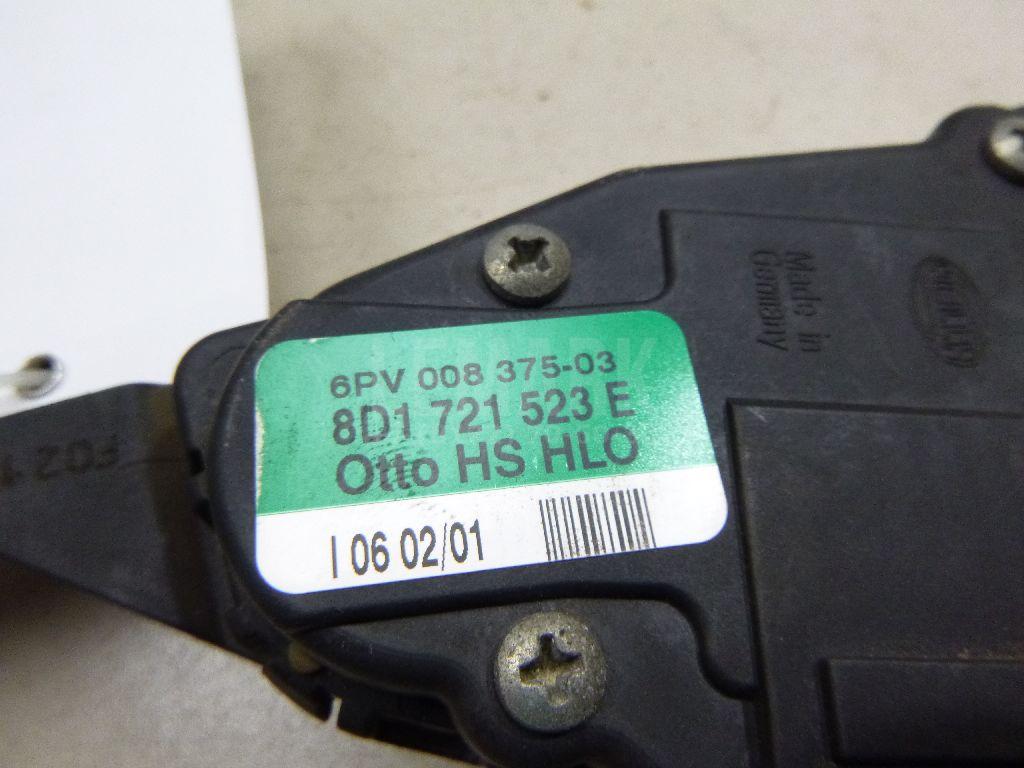 6PV 008 375-03
8D1 721 523 E
Otto HS HLO
I 06 02/01
Made in
Germany